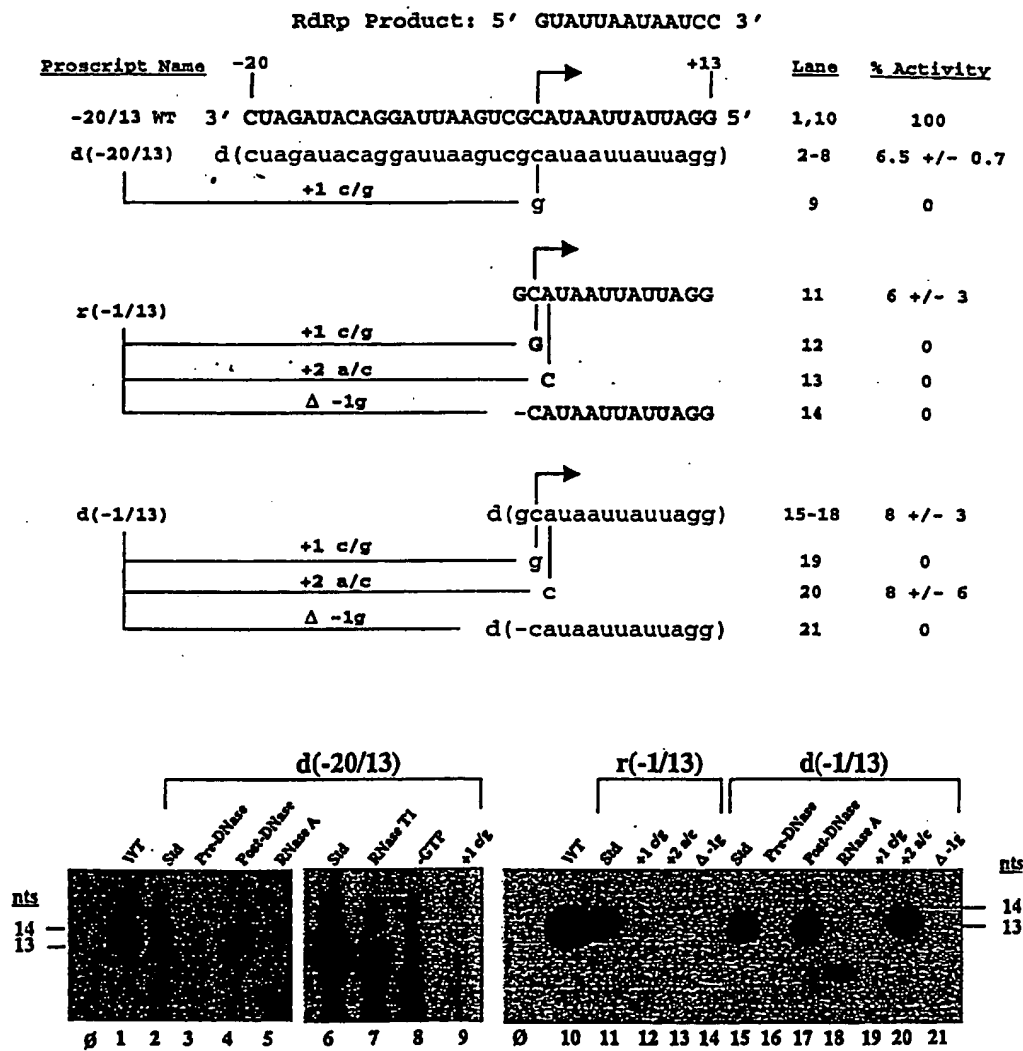 RdRp Product: 5′ GUAUUAAUAAUCC 3′
Proscript Name -20 +13 Lane % Activity
-20/13 WT 3′ CUAGAUACAGGAUUAAGUCGCAUAAUUAUUAGG 5′ 1,10 100
d(-20/13) d(cuagauacaggauuaagucgcauaauuauuagg) 2-8 6.5 +/- 0.7
+1 c/g g 9 0
GCAUAAUUAUUAGG 11 6 +/- 3
r(-1/13)
+1 c/g G 12 0
+2 a/c C 13 0
Δ -1g -CAUAAUUAUUAGG 14 0
d(-1/13) d(gcauaauuauuagg) 15-18 8 +/- 3
+1 c/g g 19 0
+2 a/c c 20 8 +/- 6
Δ -1g d(-cauaauuauuagg) 21 0
d(-20/13) r(-1/13) d(-1/13)
WT Std Pre-DNase Post-DNase RNase A Std RNase T1 -GTP +1 c/g WT Std +1 c/g +2 a/c Δ -1g Std Pre-DNase Post-DNase RNase A +1 c/g +2 a/c Δ -1g
nts nts
14 14
13 13
Ø 1 2 3 4 5 6 7 8 9 Ø 10 11 12 13 14 15 16 17 18 19 20 21